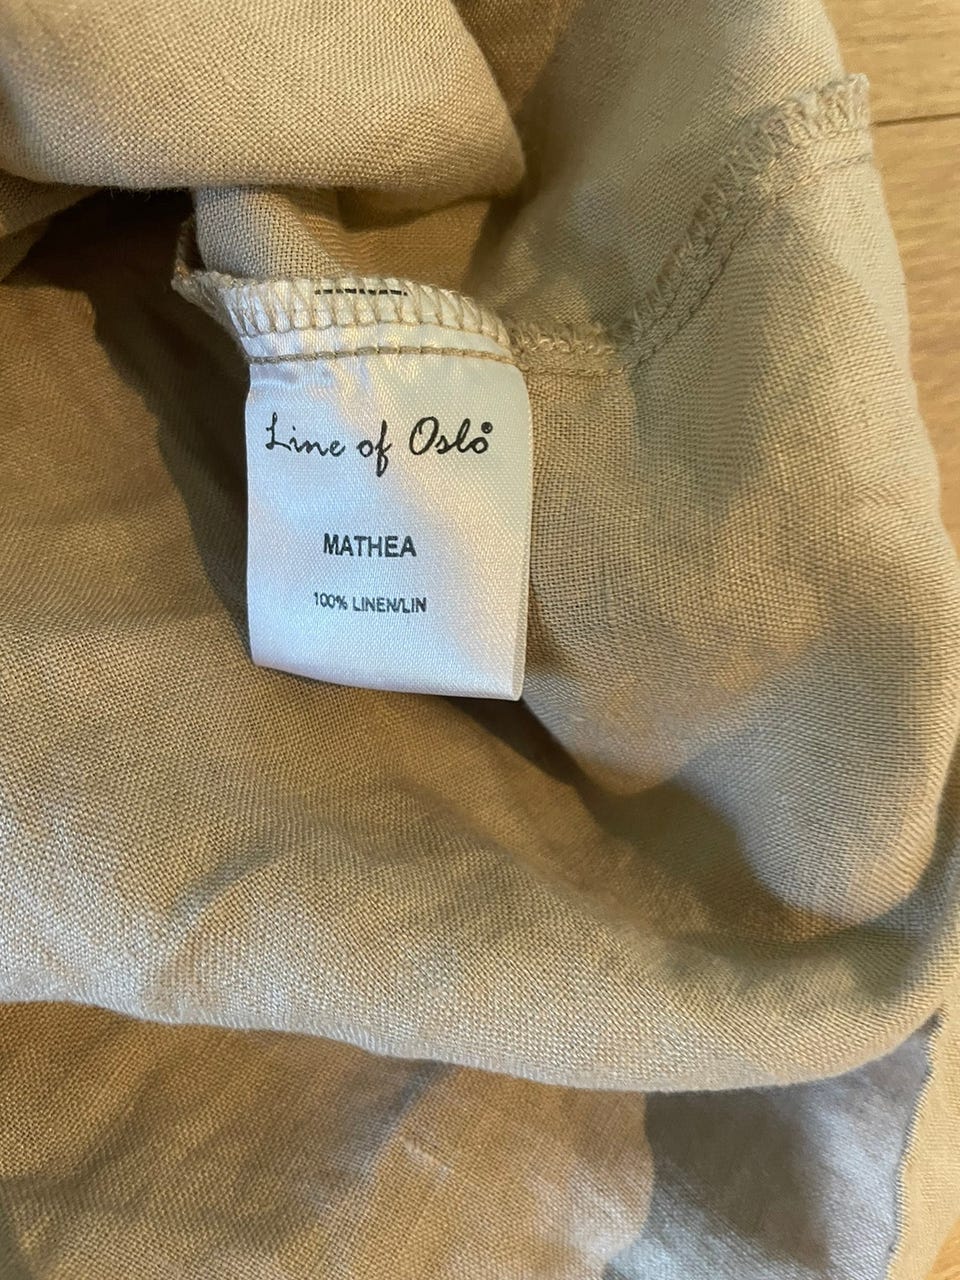 Line of Oslo®
MATHEA
100% LINEN/LIN